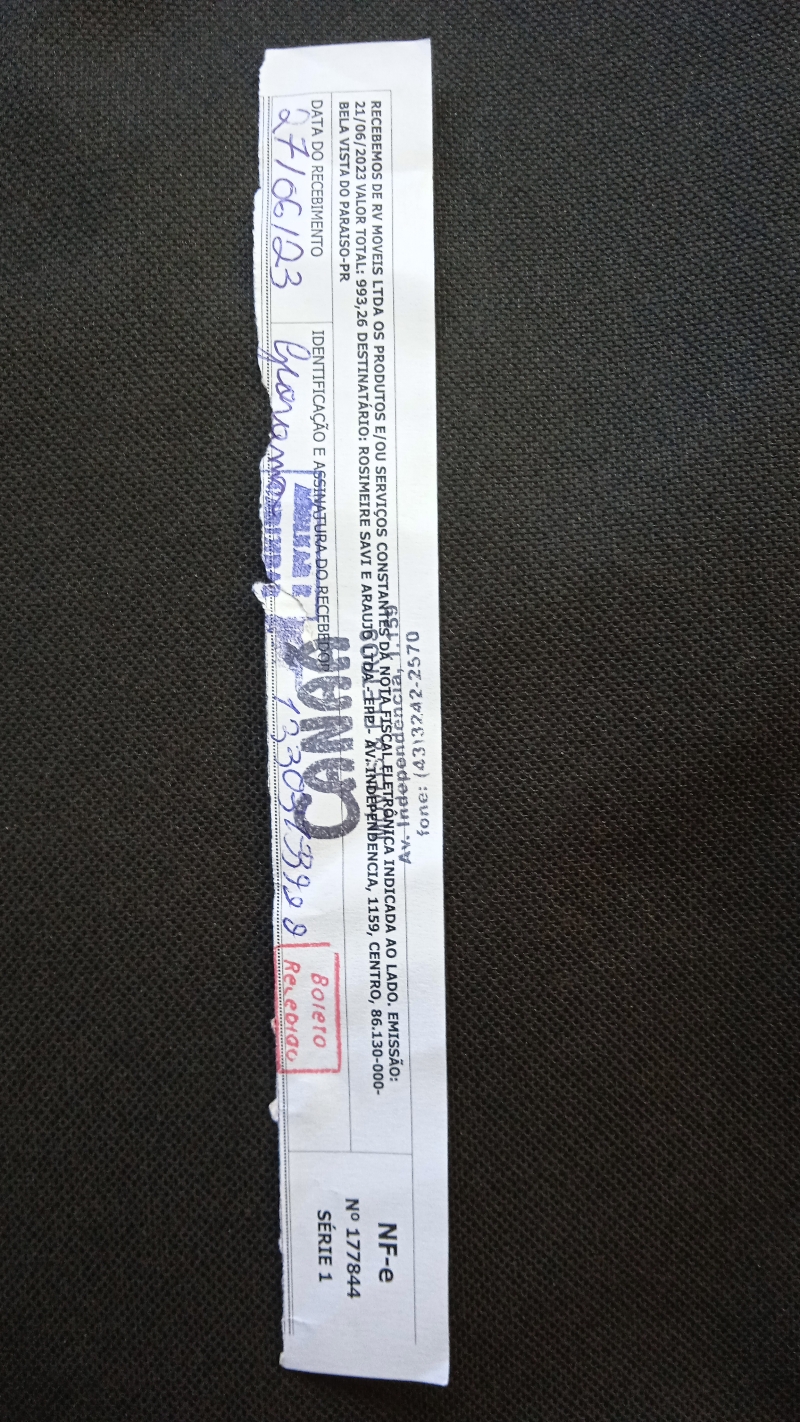 RECEBEMOS DE RV MOVEIS LTDA OS PRODUTOS E/OU SERVIÇOS CONSTANTES DA NOTA FISCAL ELETRÔNICA INDICADA AO LADO. EMISSÃO:
21/06/2023 VALOR TOTAL: 993,26 DESTINATÁRIO: ROSIMEIRE SAVI E ARAUJO LTDA - EPP - AV. INDEPENDENCIA, 1159, CENTRO, 86.130-000-
BELA VISTA DO PARAISO-PR
DATA DO RECEBIMENTO
27/06/23
IDENTIFICAÇÃO E ASSINATURA DO RECEBEDOR
Boleto
Recebido
NF-e
Nº 177844
SÉRIE 1
Av. Independencia, 1.159
fone: (43)3242-2570